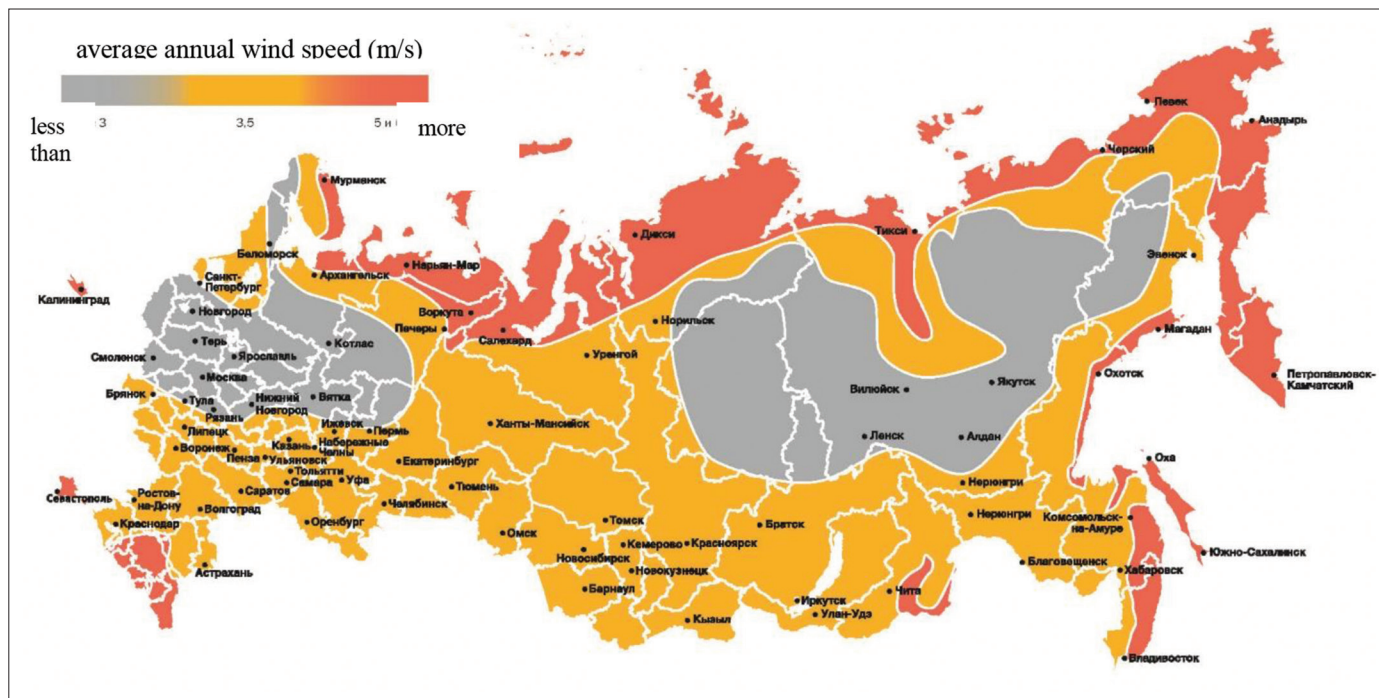 average annual wind speed (m/s)
less
than
3
3,5
5 и
more
Певек
Анадырь
Черский
Мурманск
Тикси
Дикси
Беломорск
Эвенск
Нарьян-Мар
Архангельск
Санкт-
Петербург
Калининград
Новгород
Воркута
Норильск
Магадан
Печеры
Салехард
Терь
Котлас
Смоленск
Ярославль
Уренгой
Охотск
Петропавловск-
Камчатский
Москва
Якутск
Вилюйск
Брянск
Тула
Нижний
Новгород
Вятка
Рязань
Ханты-Мансийск
Липецк
Ижевск
Пермь
Ленск
Алдан
Казань
Набережные
Челны
Воронеж
Пенза
Ульяновск
Екатеринбург
Оха
Тольятти
Самара
Уфа
Тюмень
Нерюнгри
Севастополь
Ростов-
на-Дону
Саратов
Челябинск
Волгоград
Краснодар
Оренбург
Омск
Томск
Братск
Нерюнгри
Комсомольск-
на-Амуре
Кемерово
Красноярск
Новосибирск
Южно-Сахалинск
Астрахань
Новокузнецк
Благовещенск
Хабаровск
Барнаул
Иркутск
Чита
Улан-Удэ
Кызыл
Владивосток